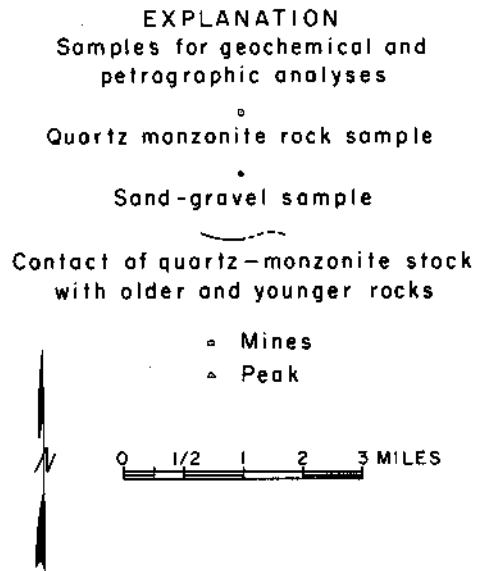 EXPLANATION
Samples for geochemical and
petrographic analyses
Quartz monzonite rock sample
Sand-gravel sample
Contact of quartz-monzonite stock
with older and younger rocks
Mines
Peak
N
0 1/2 1 2 3 MILES